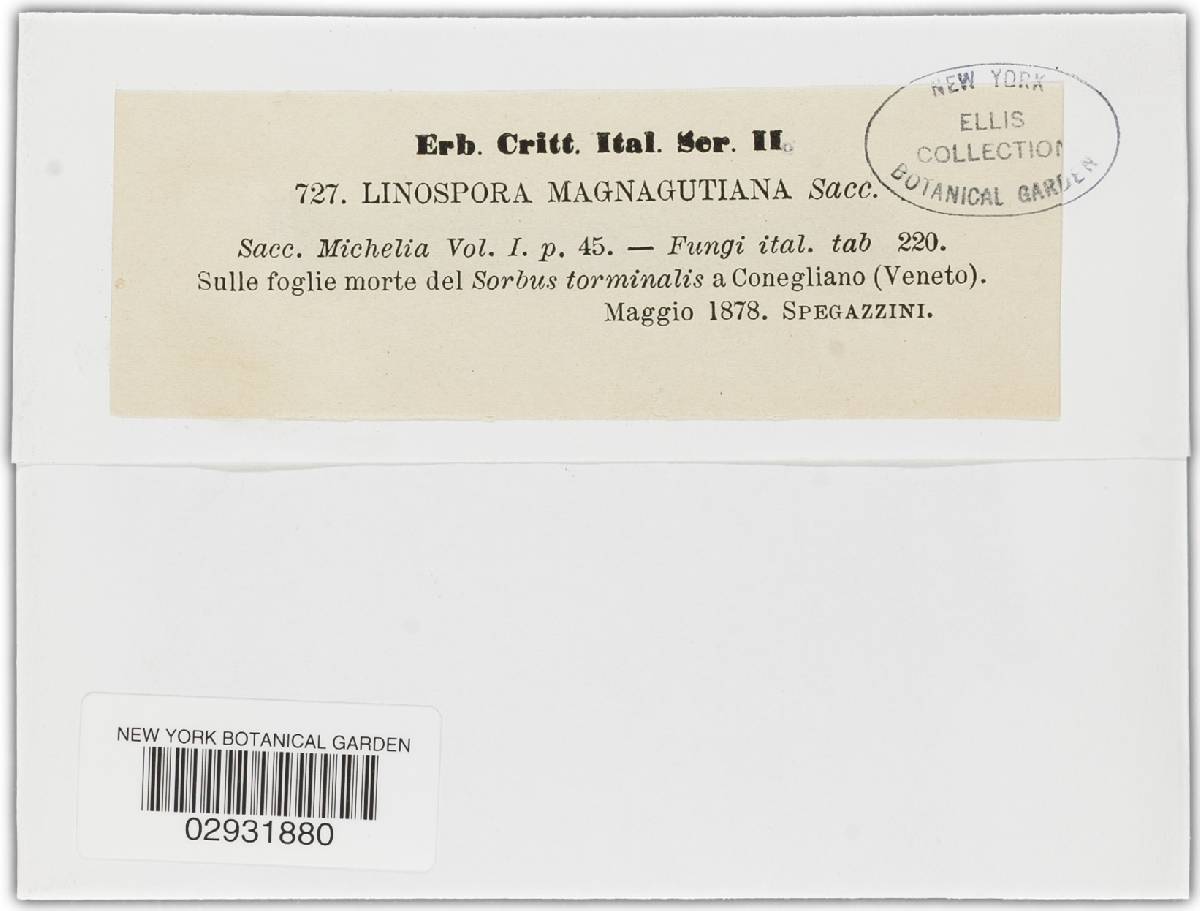 Erb. Critt. Ital. Ser. II.
727. LINOSPORA MAGNAGUTIANA Sacc.
Sacc. Michelia Vol. I. p. 45. — Fungi ital. tab 220.
Sulle foglie morte del Sorbus torminalis a Conegliano (Veneto).
Maggio 1878. SPEGAZZINI.
NEW YORK
ELLIS
COLLECTION
BOTANICAL GARDEN
NEW YORK BOTANICAL GARDEN
02931880